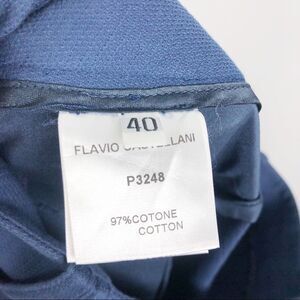 40
FLAVIO CASTELLANI
P3248
97%COTONE
COTTON